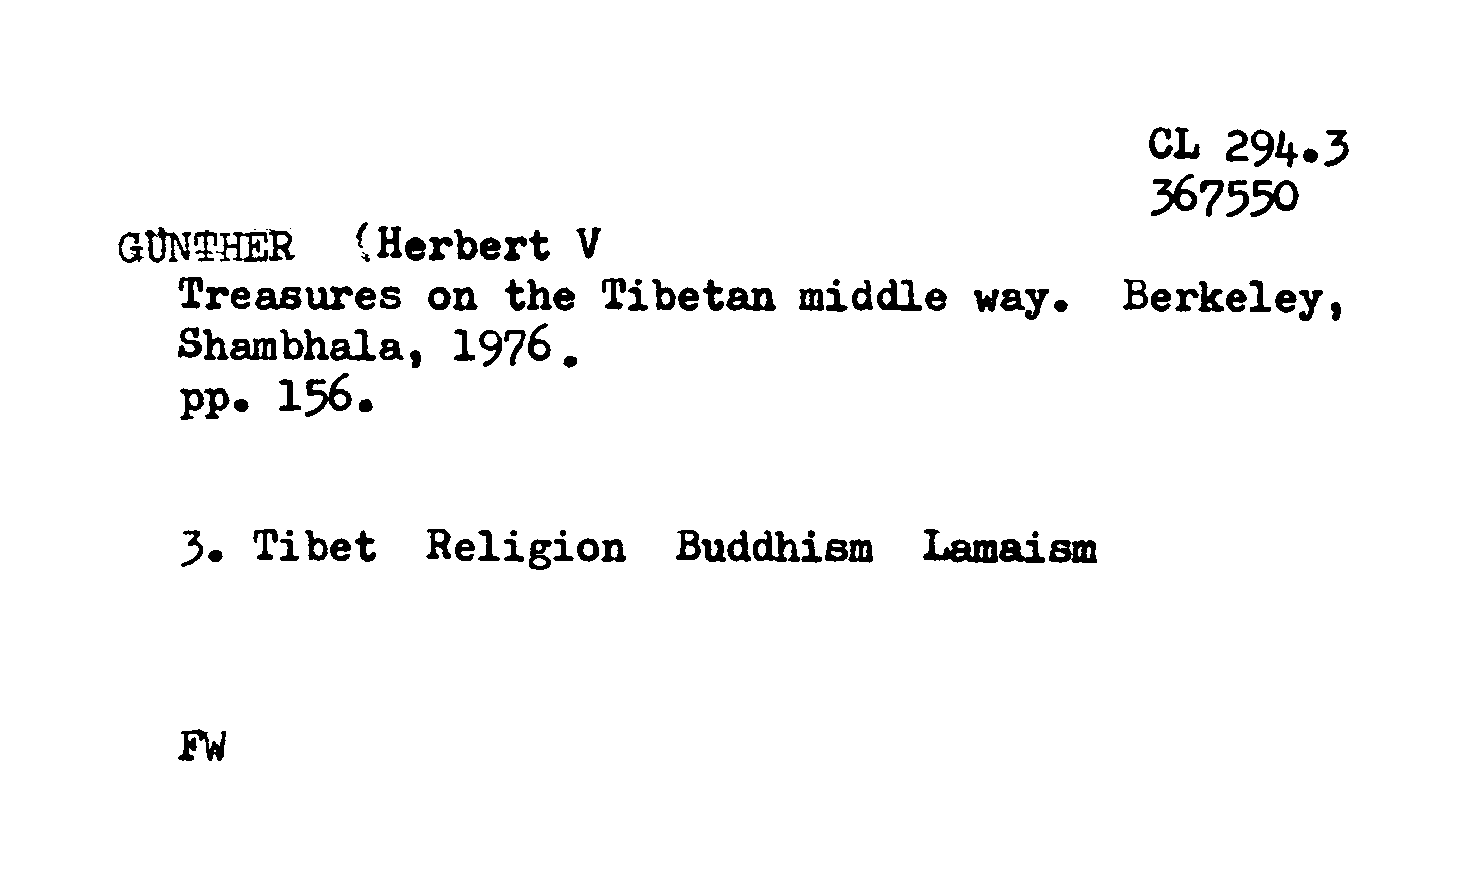 CL 294.3
367550
GÜNTHER (Herbert V
Treasures on the Tibetan middle way. Berkeley,
Shambhala, 1976.
pp. 156.
3. Tibet Religion Buddhism Lamaism
FW